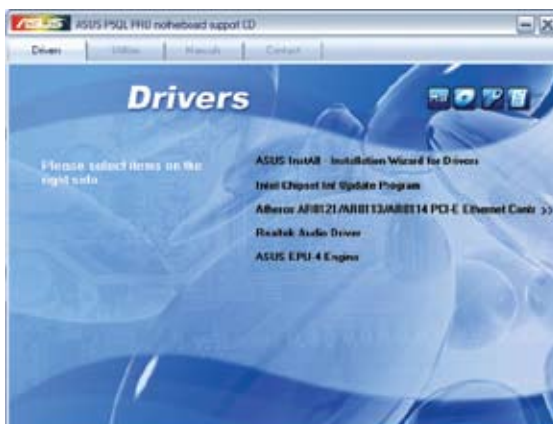 ASUS ASUS P5QL PRO motherboard support CD
Drivers Utilities Manuals Contact
Drivers
Please select items on the
right side
ASUS InstAll - Installation Wizard for Drivers
Intel Chipset Inf Update Program
Atheros AR8121/AR8113/AR8114 PCI-E Ethernet Contr >>
Realtek Audio Driver
ASUS EPU-4 Engine